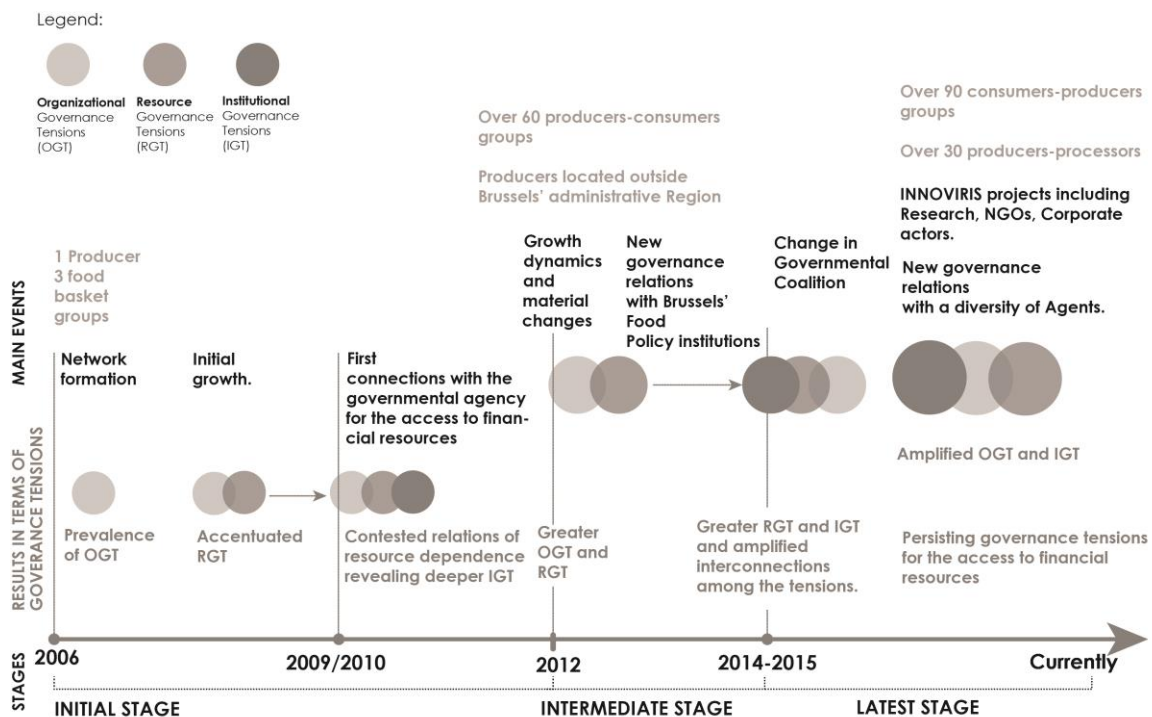 Legend:
Organizational
Governance
Tensions
(OGT)
Resource
Governance
Tensions
(RGT)
Institutional
Governance
Tensions
(IGT)
MAIN EVENTS
1 Producer
3 food
basket
groups
Over 60 producers-consumers
groups
Producers located outside
Brussels' administrative Region
Over 90 consumers-producers
groups
Over 30 producers-processors
INNOVIRIS projects including
Research, NGOs, Corporate
actors.
New governance
relations
with a diversity of Agents.
Network
formation
Initial
growth.
First
connections with the
governmental agency
for the access to finan-
cial resources
Growth
dynamics
and
material
changes
New
governance
relations
with Brussels'
Food
Policy institutions
Change in
Governmental
Coalition
RESULTS IN TERMS OF
GOVERANCE TENSIONS
Prevalence
of OGT
Accentuated
RGT
Contested relations of
resource dependence
revealing deeper IGT
Greater
OGT and
RGT
Greater RGT and IGT
and amplified
interconnections
among the tensions.
Amplified OGT and IGT
Persisting governance tensions
for the access to financial
resources
STAGES
2006
2009/2010
2012
2014-2015
Currently
INITIAL STAGE
INTERMEDIATE STAGE
LATEST STAGE